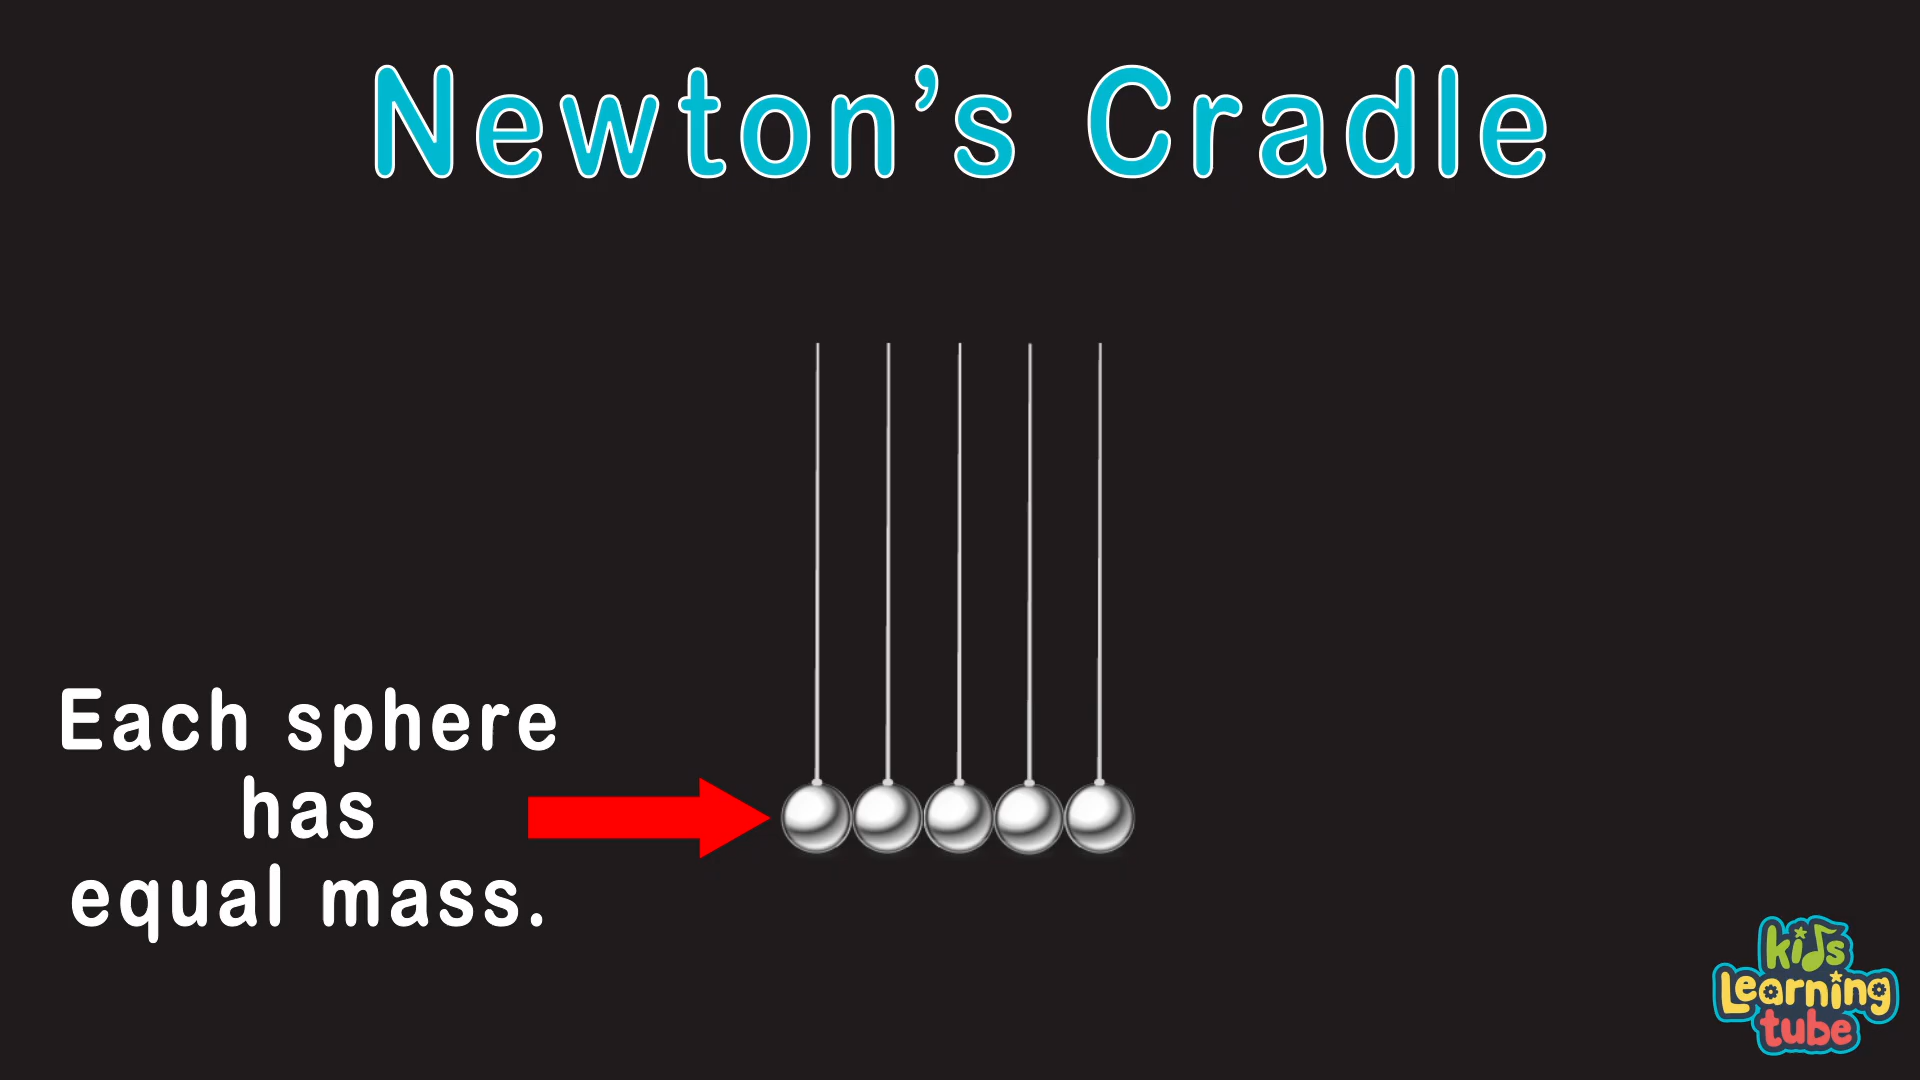 Newton’s Cradle
Each sphere
has
equal mass.
kids
Learning
tube